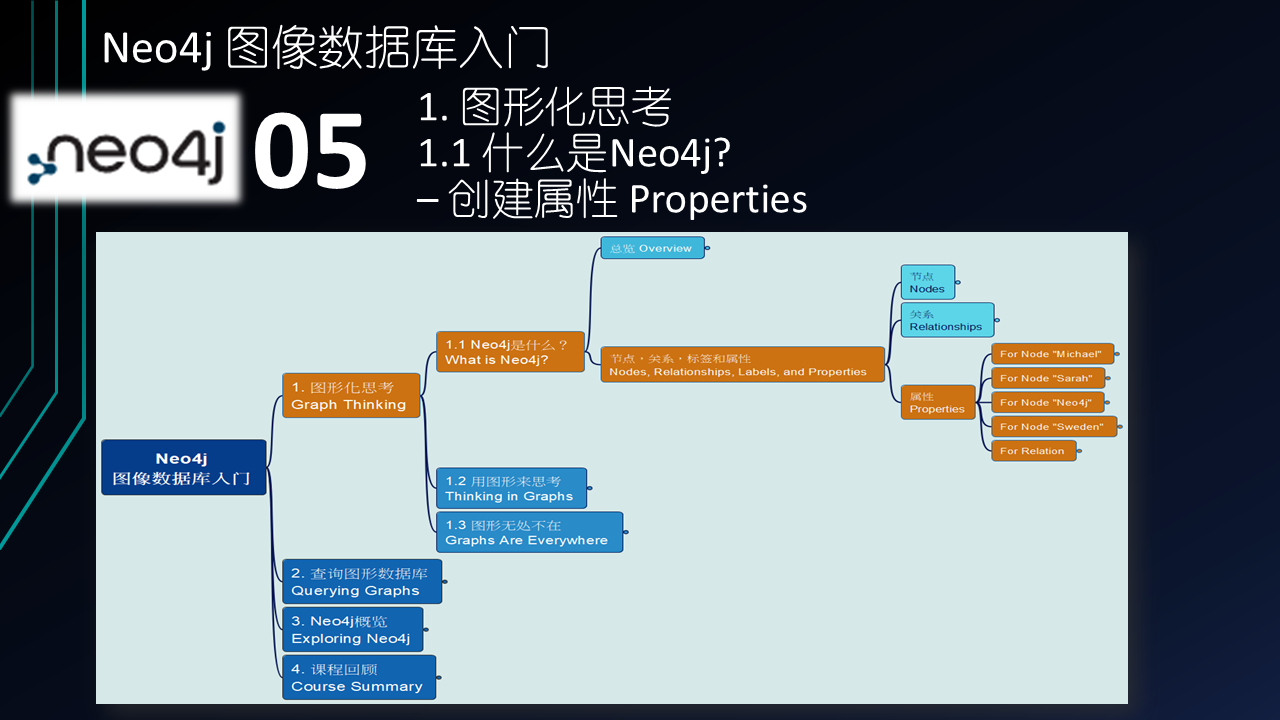 Neo4j 图像数据库入门
neo4j
05
1. 图形化思考
1.1 什么是Neo4j?
– 创建属性 Properties
总览 Overview
节点
Nodes
关系
Relationships
1.1 Neo4j是什么？
What is Neo4j?
节点・关系・标签和属性
Nodes, Relationships, Labels, and Properties
For Node "Michael"
For Node "Sarah"
For Node "Neo4j"
For Node "Sweden"
For Relation
属性
Properties
1. 图形化思考
Graph Thinking
Neo4j
图像数据库入门
1.2 用图形来思考
Thinking in Graphs
1.3 图形无处不在
Graphs Are Everywhere
2. 查询图形数据库
Querying Graphs
3. Neo4j概览
Exploring Neo4j
4. 课程回顾
Course Summary